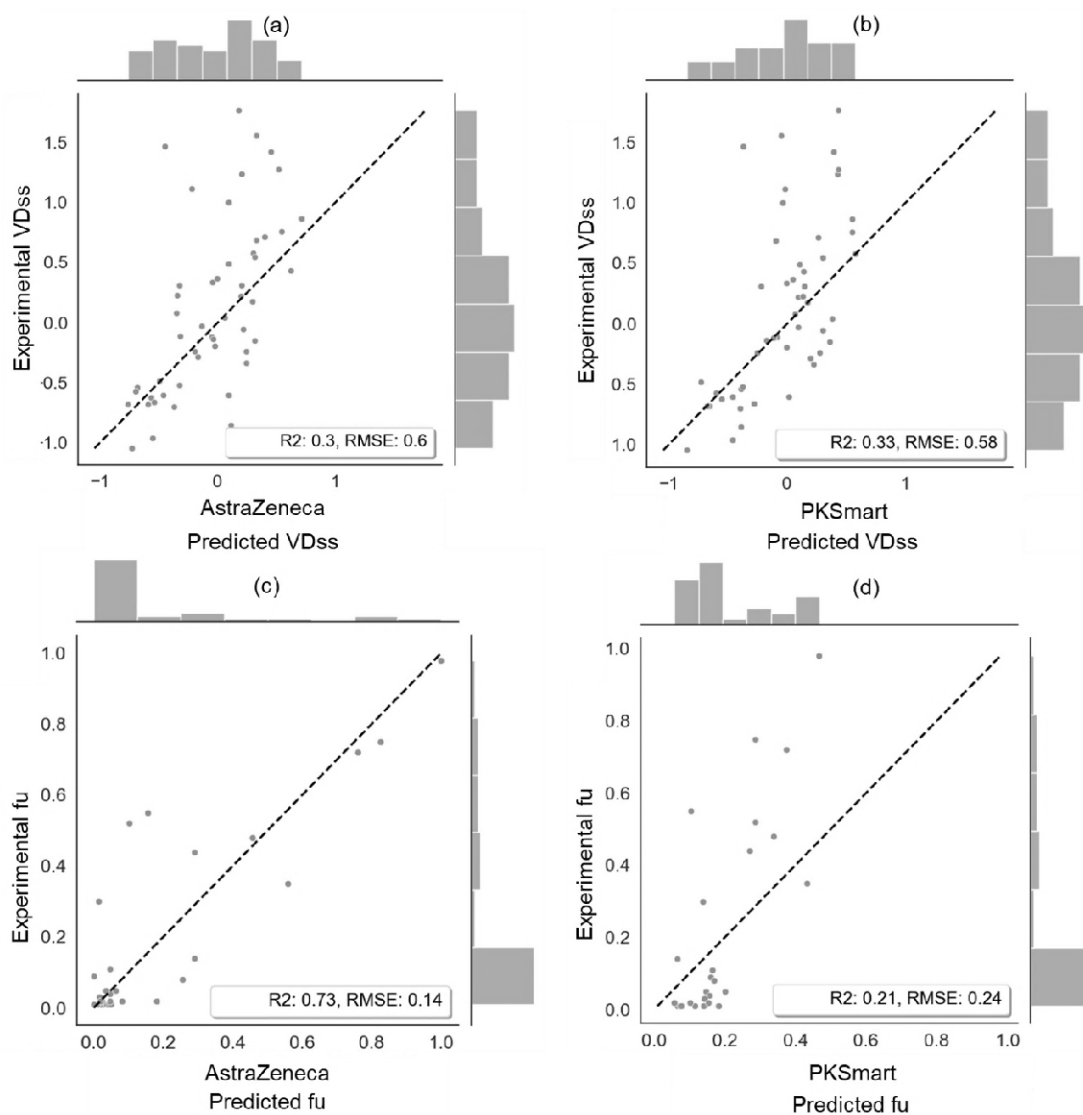 (a)
Experimental VDss
1.5
1.0
0.5
0.0
·0.5
·1.0
R2: 0.3, RMSE: 0.6
−1
0
1
AstraZeneca
Predicted VDss
(b)
Experimental VDss
1.5
1.0
0.5
0.0
0.5
1.0
R2: 0.33, RMSE: 0.58
−1
0
1
PKSmart
Predicted VDss
(c)
Experimental fu
1.0
0.8
0.6
0.4
0.2
0.0
R2: 0.73, RMSE: 0.14
0.0 0.2 0.4 0.6 0.8 1.0
AstraZeneca
Predicted fu
(d)
Experimental fu
1.0
0.8
0.6
0.4
0.2
0.0
R2: 0.21, RMSE: 0.24
0.0 0.2 0.4 0.6 0.8 1.0
PKSmart
Predicted fu